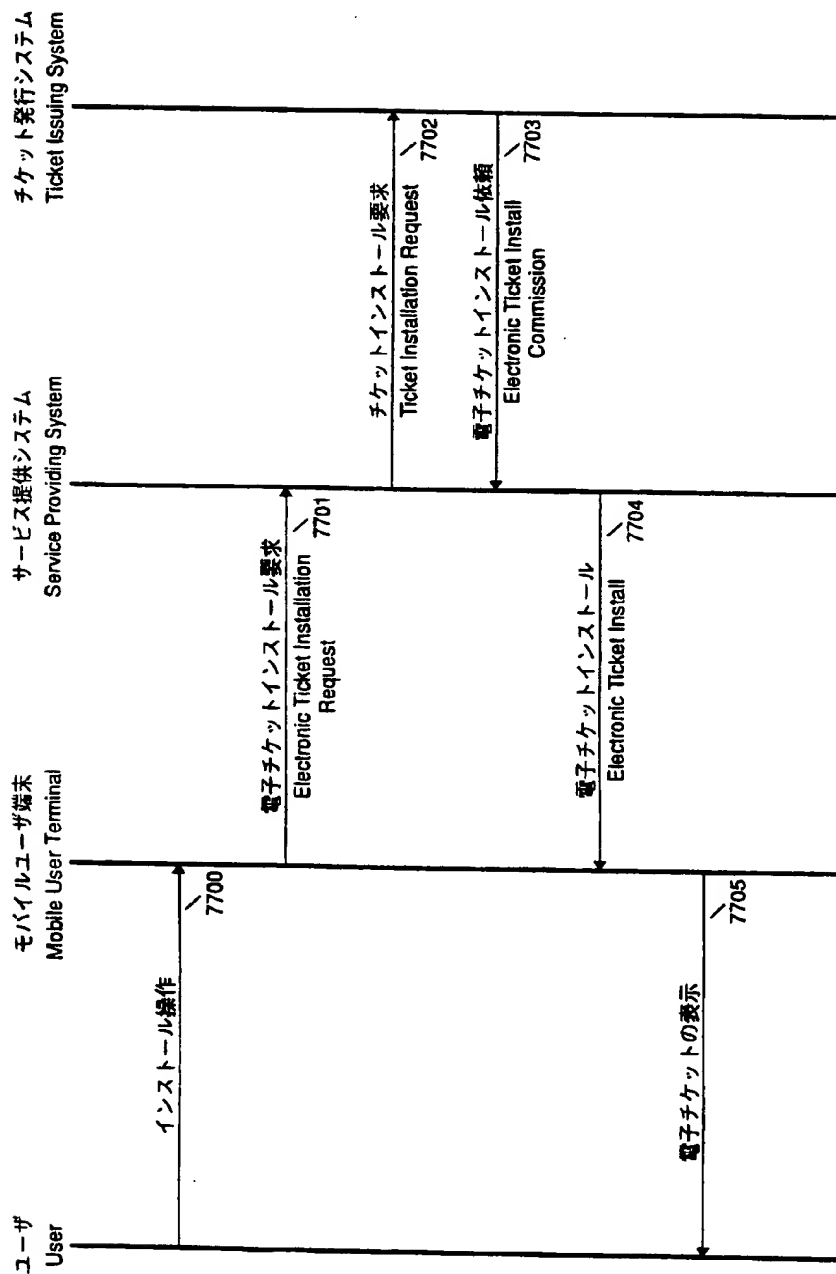 ユーザ
User
モバイルユーザ端末
Mobile User Terminal
サービス提供システム
Service Providing System
チケット発行システム
Ticket Issuing System
インストール操作
7700
電子チケットインストール要求
Electronic Ticket Installation
Request
7701
チケットインストール要求
Ticket Installation Request
7702
電子チケットインストール依頼
Electronic Ticket Install
Commission
7703
電子チケットインストール
Electronic Ticket Install
7704
電子チケットの表示
7705